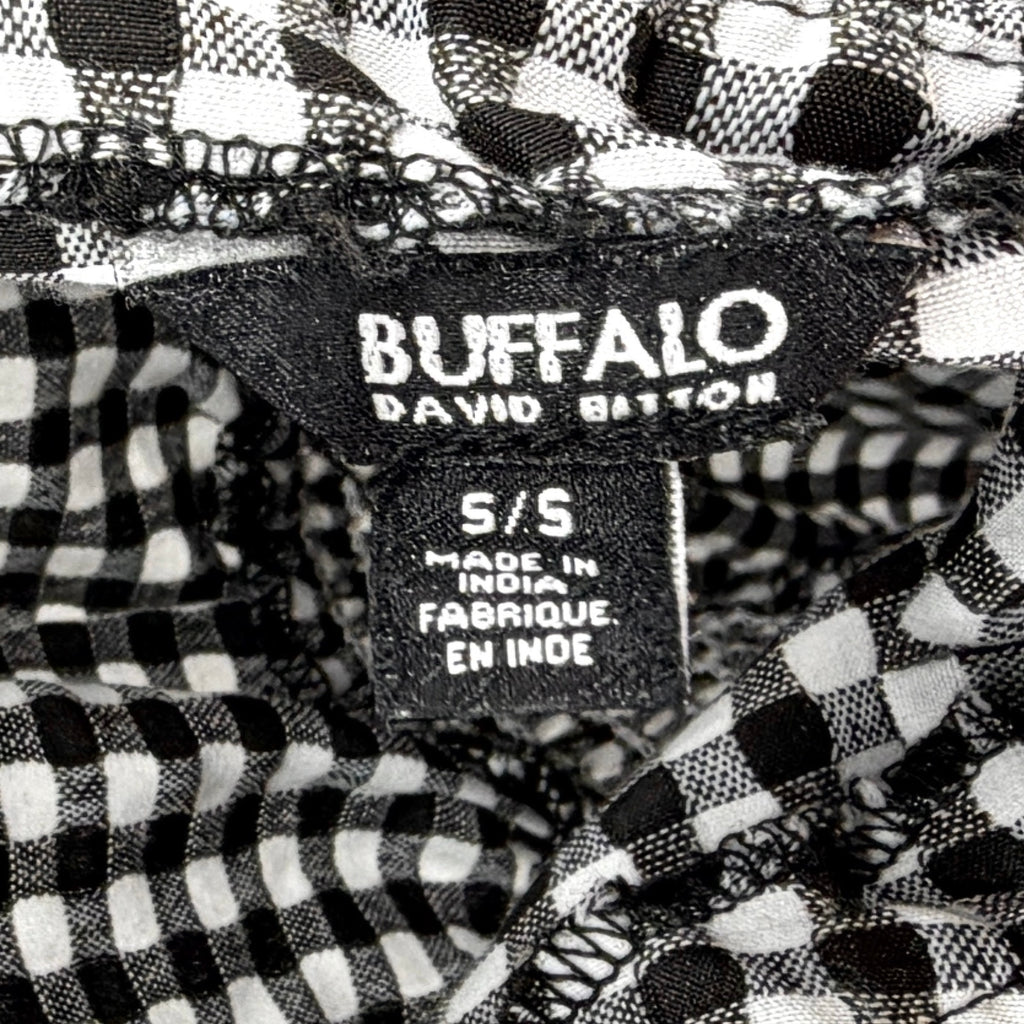 BUFFALO
DAVID BITTON
S/S
MADE IN
INDIA
FABRIQUE.
EN INDE